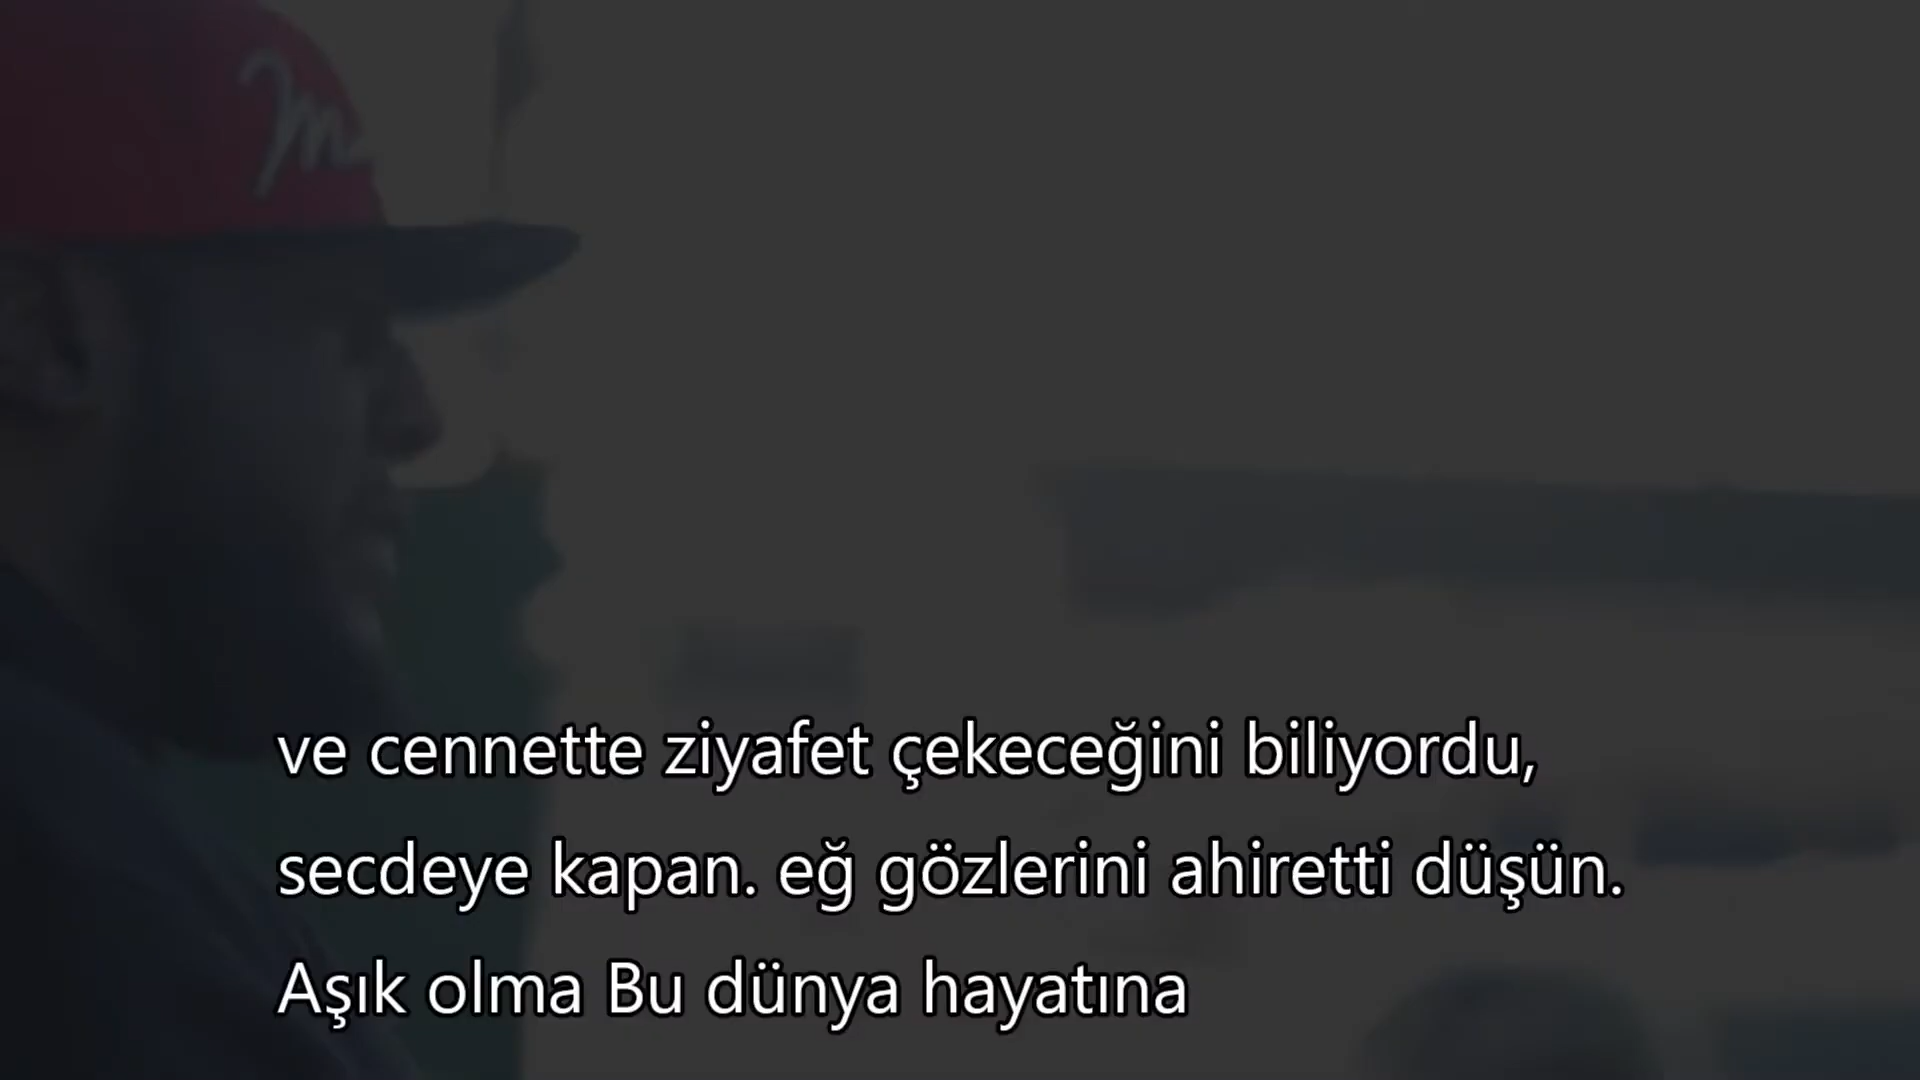 m
ve cennette ziyafet çekeceğini biliyordu,
secdeye kapan. eğ gözlerini ahiretti düşün.
Aşık olma Bu dünya hayatına